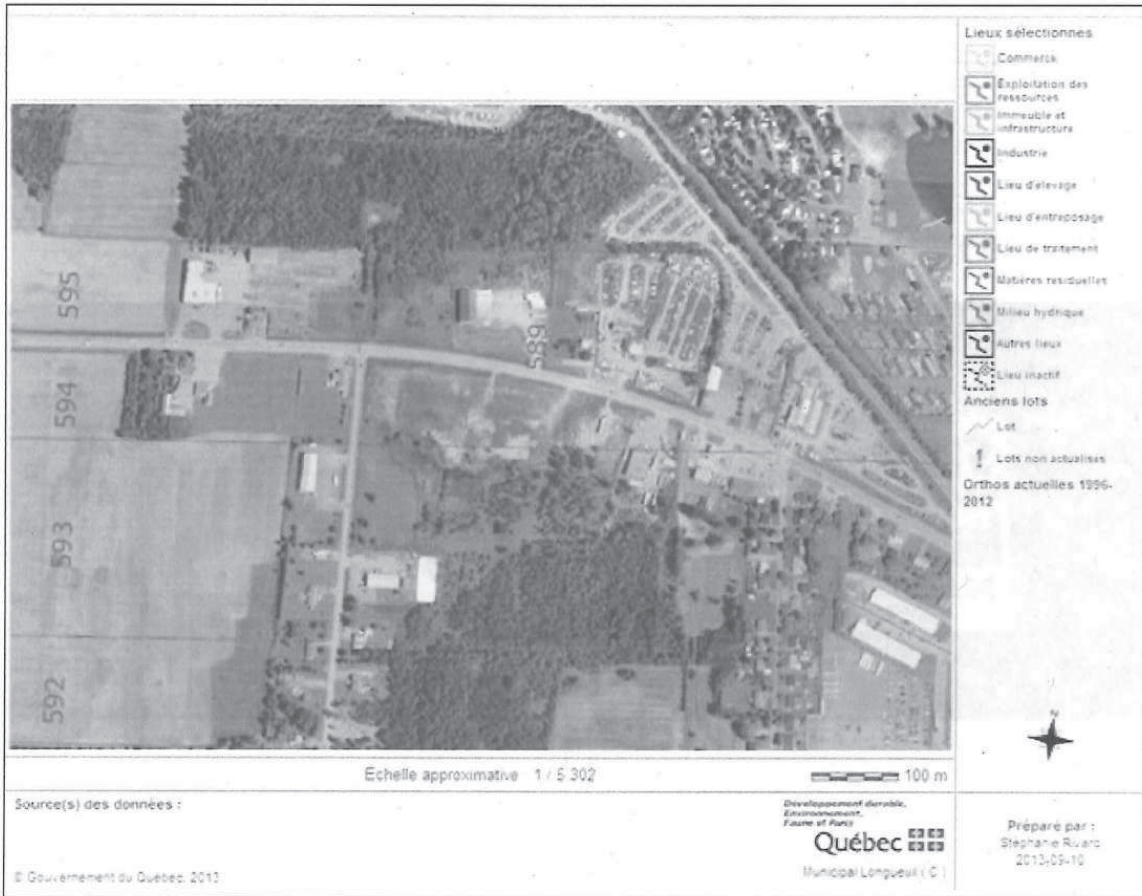 Lieux sélectionnes
Commerce
Exploitation des
ressources
Immeuble et
infrastructure
Industrie
Lieu d'élevage
Lieu d'entreposage
Lieu de traitement
Matières résiduelles
Milieu hydrique
Autres lieux
Lieu inactif
Anciens lots
Lot
! Lots non actualisés
Orthos actuelles 1996-
2012
595
594
593
592
589
N
Échelle approximative 1 / 5 302
100 m
Source(s) des données :
© Gouvernement du Québec, 2013
Développement durable,
Environnement,
Faune et Parcs
Québec
Municipal Longueuil ( C )
Préparé par :
Stéphanie Rivard
2013-09-10